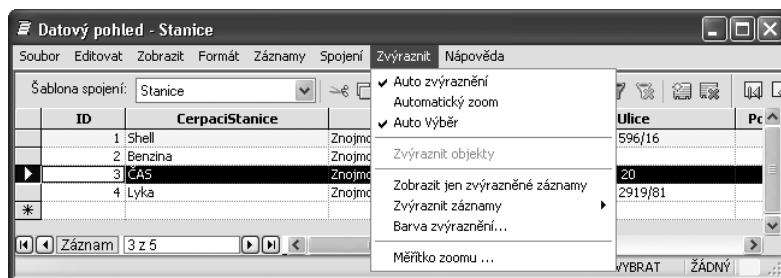 Datový pohled - Stanice
Soubor Editovat Zobrazit Formát Záznamy Spojení Zvýraznit Nápověda
Šablona spojení: Stanice
Auto zvýraznění
Automatický zoom
Auto Výběr
Zvýraznit objekty
Zobrazit jen zvýrazněné záznamy
Zvýraznit záznamy
Barva zvýraznění...
Měřítko zoomu ...
ID CerpaciStanice Ulice
1 Shell Znojmo 596/16
2 Benzina Znojmo
3 ČAS Znojmo 20
4 Lyka Znojmo 2919/81
Záznam 3 z 5
VYBRAT ŽÁDNÝ